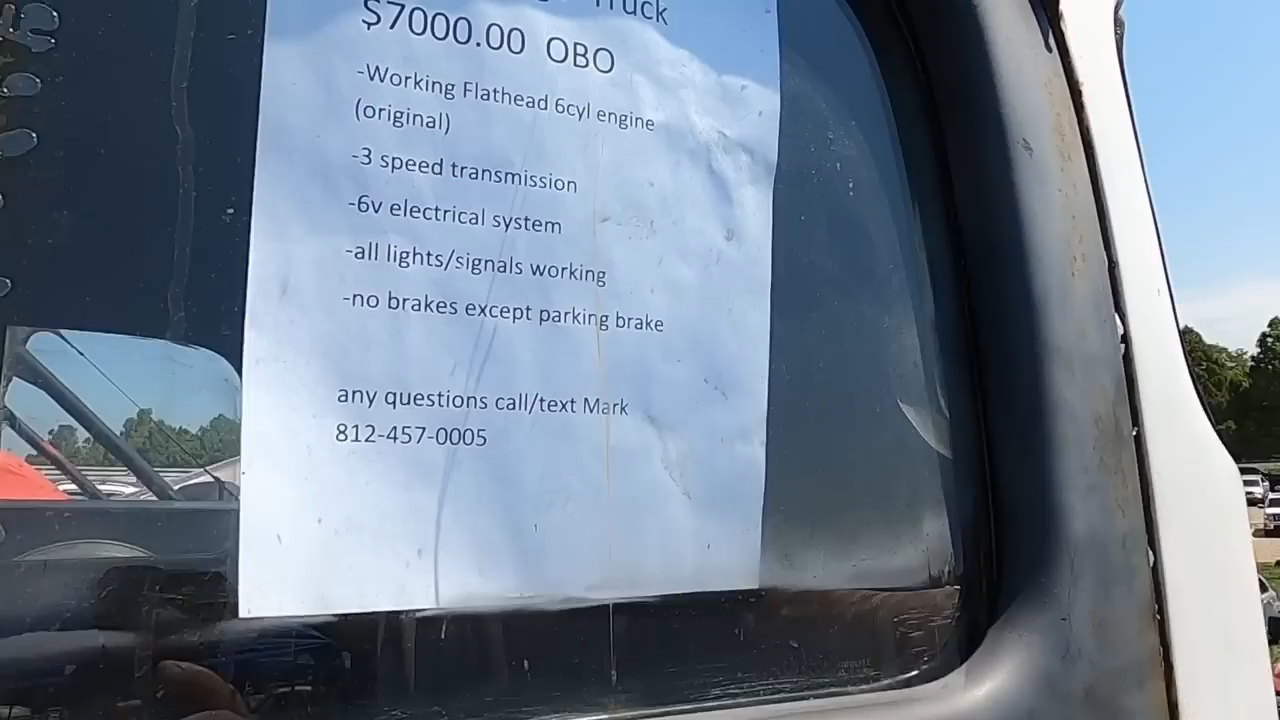 Truck
$7000.00 OBO
-Working Flathead 6cyl engine
(original)
-3 speed transmission
-6v electrical system
-all lights/signals working
-no brakes except parking brake
any questions call/text Mark
812-457-0005